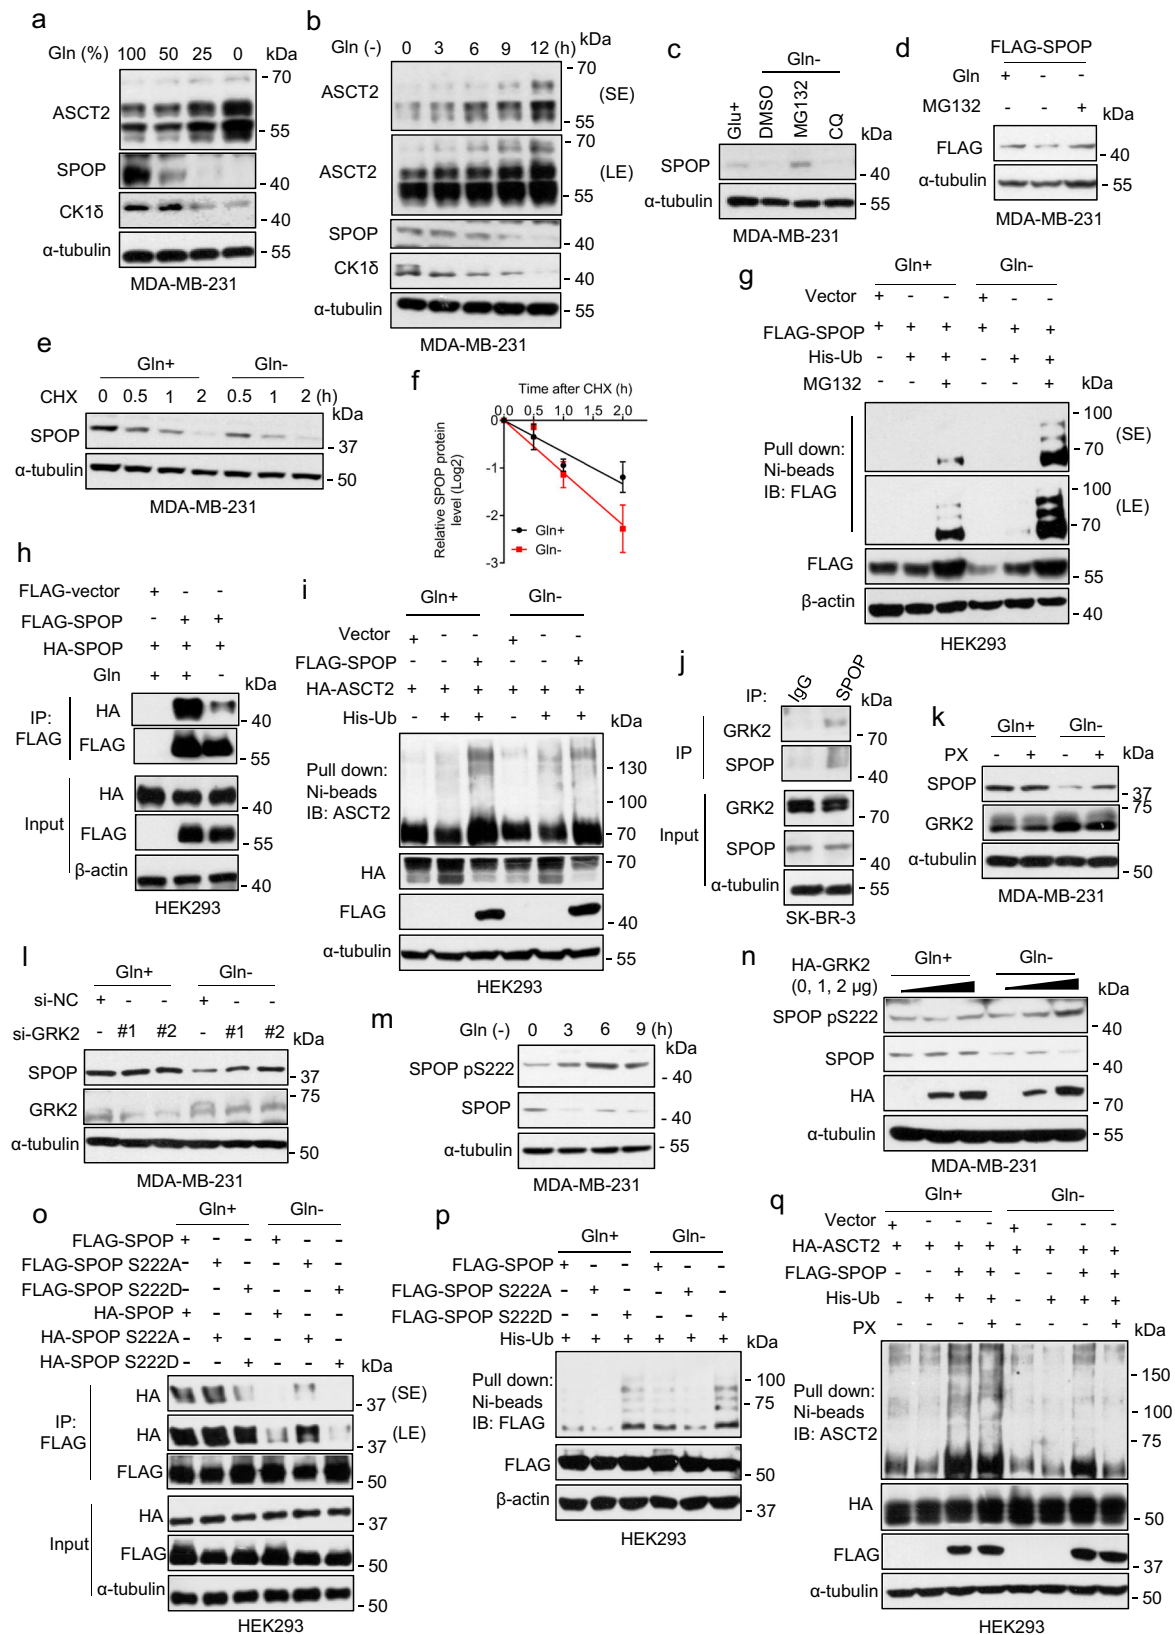 a
Gln (%) 100 50 25 0 kDa
ASCT2 - 70
- 55
SPOP - 40
CK1δ - 40
α-tubulin - 55
MDA-MB-231
b
Gln (-) 0 3 6 9 12 (h) kDa
ASCT2 - 70 (SE)
- 55
ASCT2 - 70 (LE)
- 55
SPOP
CK1δ - 40
α-tubulin - 55
MDA-MB-231
c
Gln-
Glu+ DMSO MG132 CQ kDa
SPOP - 40
α-tubulin - 55
MDA-MB-231
d
FLAG-SPOP
Gln + - -
MG132 - - + kDa
FLAG - 40
α-tubulin - 55
MDA-MB-231
e
Gln+ Gln-
CHX 0 0.5 1 2 0.5 1 2 (h)
kDa
SPOP - 37
α-tubulin - 50
MDA-MB-231
f
Time after CHX (h)
0.0 0.5 1.0 1.5 2.0
0
-1
-2
-3
Relative SPOP protein
level (Log2)
Gln+
Gln-
g
Gln+ Gln-
Vector + - - + - -
FLAG-SPOP + + + + + +
His-Ub - + + - + +
MG132 - - + - - + kDa
Pull down:
Ni-beads
IB: FLAG
- 100 (SE)
- 70
- 100 (LE)
- 70
FLAG - 55
β-actin - 40
HEK293
h
FLAG-vector + - -
FLAG-SPOP - + +
HA-SPOP + + +
Gln + + - kDa
IP:
FLAG
HA - 40
FLAG - 55
Input
HA - 40
FLAG - 55
β-actin - 40
HEK293
i
Gln+ Gln-
Vector + - - + - -
FLAG-SPOP - - + - - +
HA-ASCT2 + + + + + +
His-Ub - + + - + + kDa
Pull down:
Ni-beads
IB: ASCT2
- 130
- 100
- 70
HA - 70
FLAG - 40
α-tubulin - 55
HEK293
j
IP: IgG SPOP kDa
IP
GRK2 - 70
SPOP - 40
Input
GRK2 - 70
SPOP - 40
α-tubulin - 55
SK-BR-3
k
Gln+ Gln-
PX - + - + kDa
SPOP - 37
GRK2 - 75
α-tubulin - 50
MDA-MB-231
l
Gln+ Gln-
si-NC + - - + - -
si-GRK2 - #1 #2 - #1 #2 kDa
SPOP - 37
GRK2 - 75
α-tubulin - 50
MDA-MB-231
m
Gln (-) 0 3 6 9 (h)
kDa
SPOP pS222 - 40
SPOP - 40
α-tubulin - 55
MDA-MB-231
n
HA-GRK2 Gln+ Gln-
(0, 1, 2 µg) kDa
SPOP pS222 - 40
SPOP - 40
HA - 70
α-tubulin - 55
MDA-MB-231
o
Gln+ Gln-
FLAG-SPOP + - - + - -
FLAG-SPOP S222A - + - - + -
FLAG-SPOP S222D - - + - - +
HA-SPOP + - - + - -
HA-SPOP S222A - + - - + -
HA-SPOP S222D - - + - - + kDa
IP:
FLAG
HA - 37 (SE)
HA - 37 (LE)
FLAG - 50
Input
HA - 37
FLAG - 50
α-tubulin - 50
HEK293
p
Gln+ Gln-
FLAG-SPOP + - - + - -
FLAG-SPOP S222A - + - - + -
FLAG-SPOP S222D - - + - - +
His-Ub + + + + + + kDa
Pull down:
Ni-beads
IB: FLAG
- 100
- 75
FLAG - 50
β-actin - 37
HEK293
q
Gln+ Gln-
Vector + - - - + - - -
HA-ASCT2 + + + + + + + +
FLAG-SPOP - - + + - - + +
His-Ub - + + + - + + +
PX - - - + - - - + kDa
Pull down:
Ni-beads
IB: ASCT2
- 150
- 100
- 75
HA - 50
FLAG - 37
α-tubulin - 50
HEK293